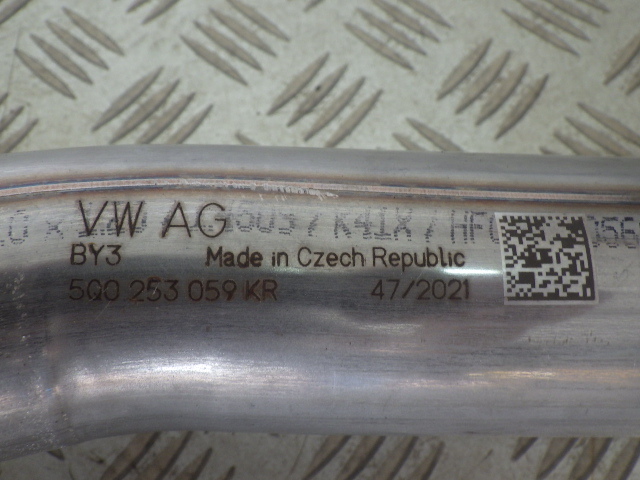 VW AG
BY3 Made in Czech Republic
5Q0 253 059 KR 47/2021